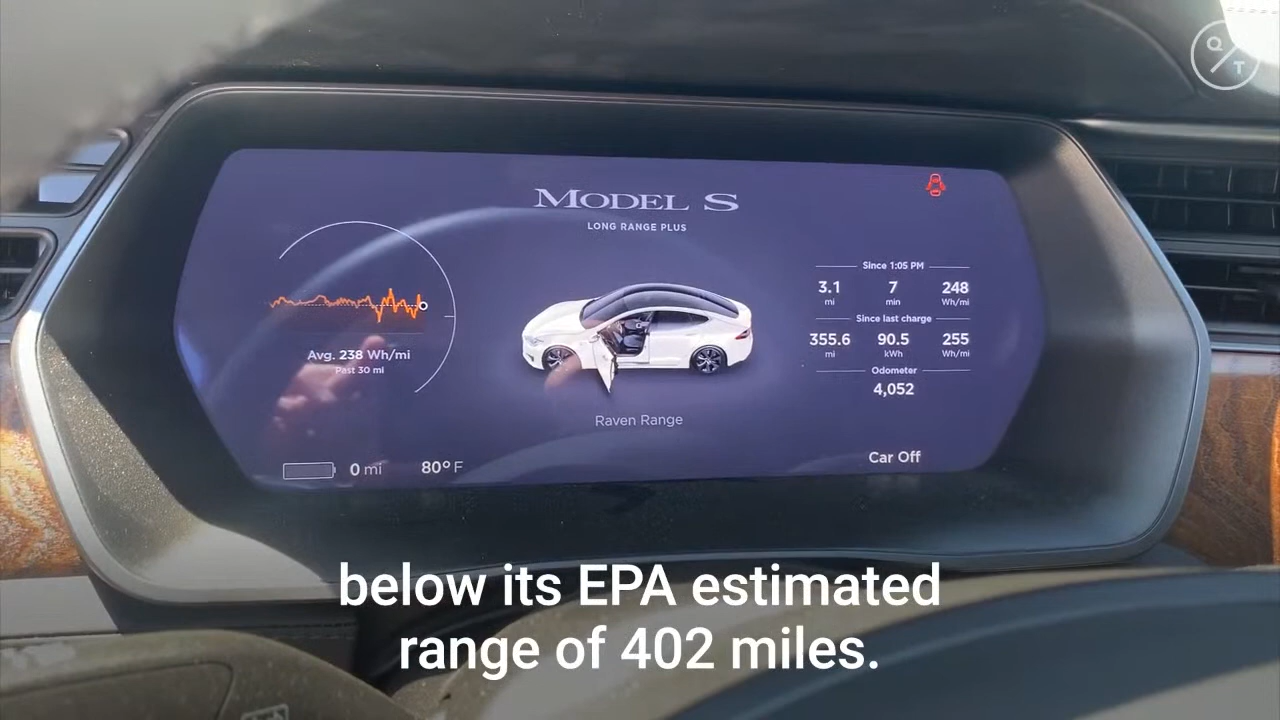 Q
T
MODEL S
LONG RANGE PLUS
Avg. 238 Wh/mi
Past 30 mi
Raven Range
Since 1:05 PM
3.1 7 248
mi min Wh/mi
Since last charge
355.6 90.5 255
mi kWh Wh/mi
Odometer
4,052
0 mi 80°F
Car Off
below its EPA estimated
range of 402 miles.